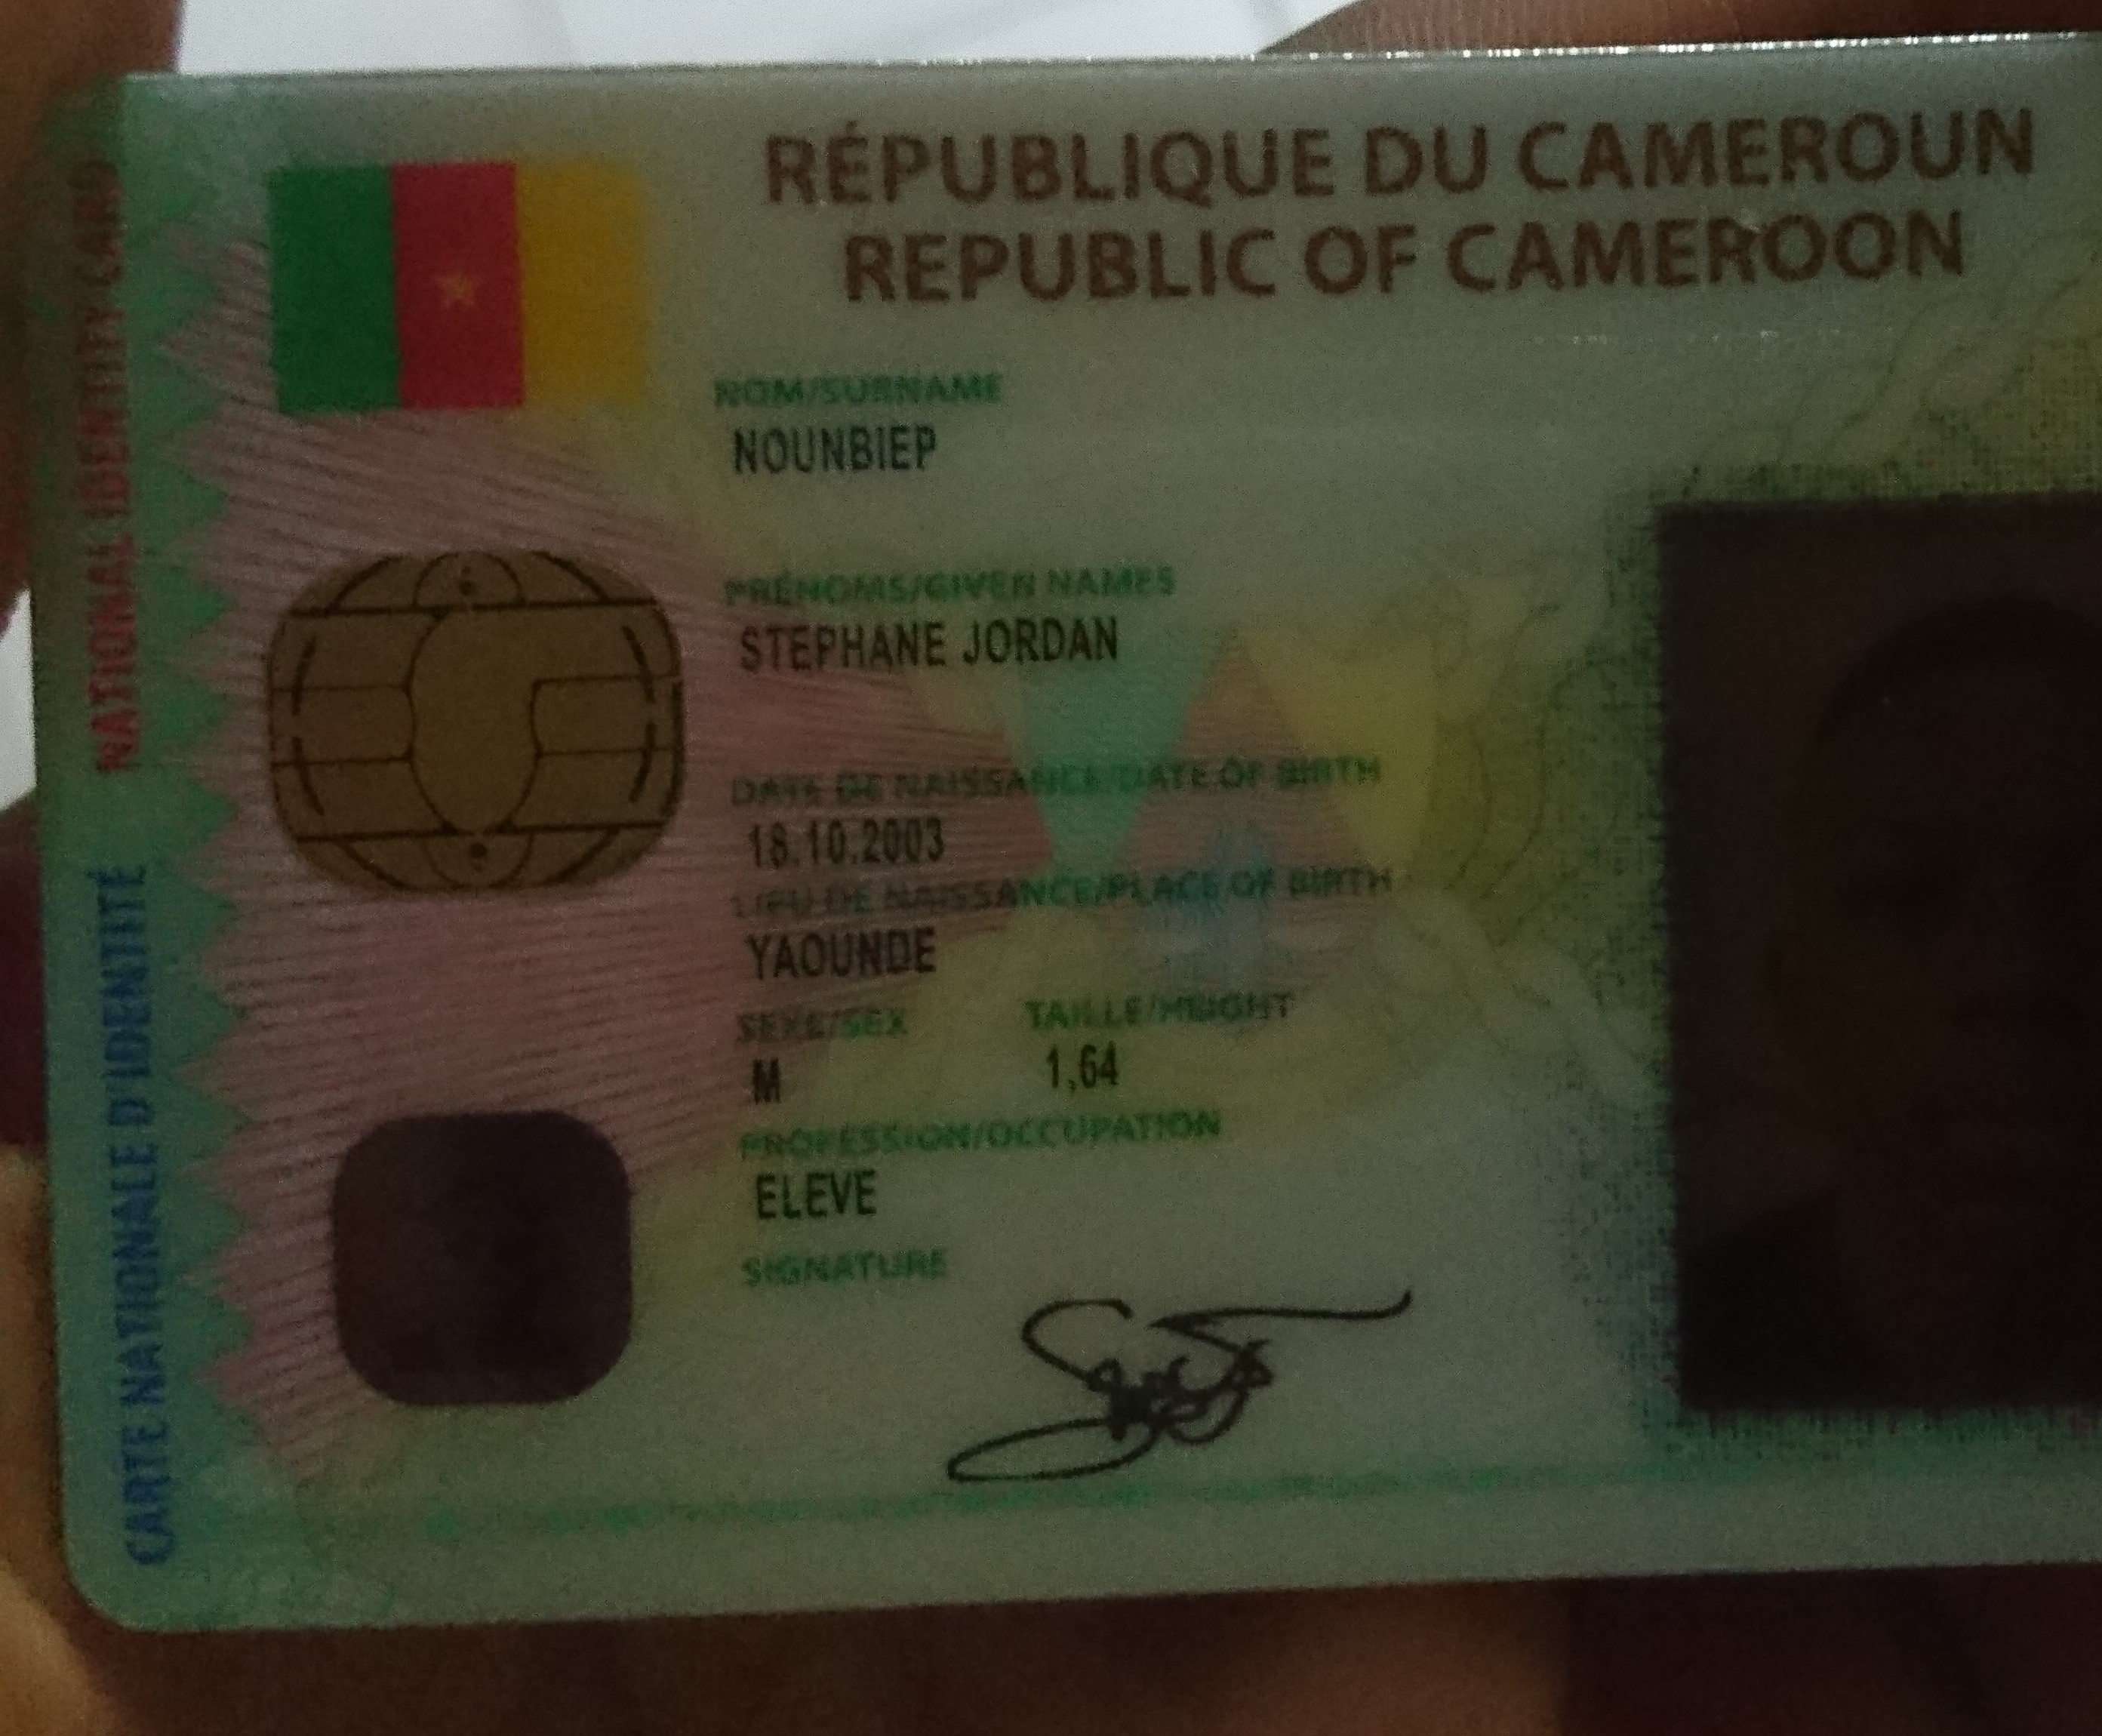 RÉPUBLIQUE DU CAMEROUN
REPUBLIC OF CAMEROON
NOM/SURNAME
NOUNBIEP
PRÉNOMS/GIVEN NAMES
STEPHANE JORDAN
DATE DE NAISSANCE/DATE OF BIRTH
18.10.2003
LIEU DE NAISSANCE/PLACE OF BIRTH
YAOUNDE
SEXE/SEX TAILLE/HEIGHT
M 1,64
PROFESSION/OCCUPATION
ELEVE
SIGNATURE
CARTE NATIONALE D'IDENTITÉ
NATIONAL IDENTITY CARD